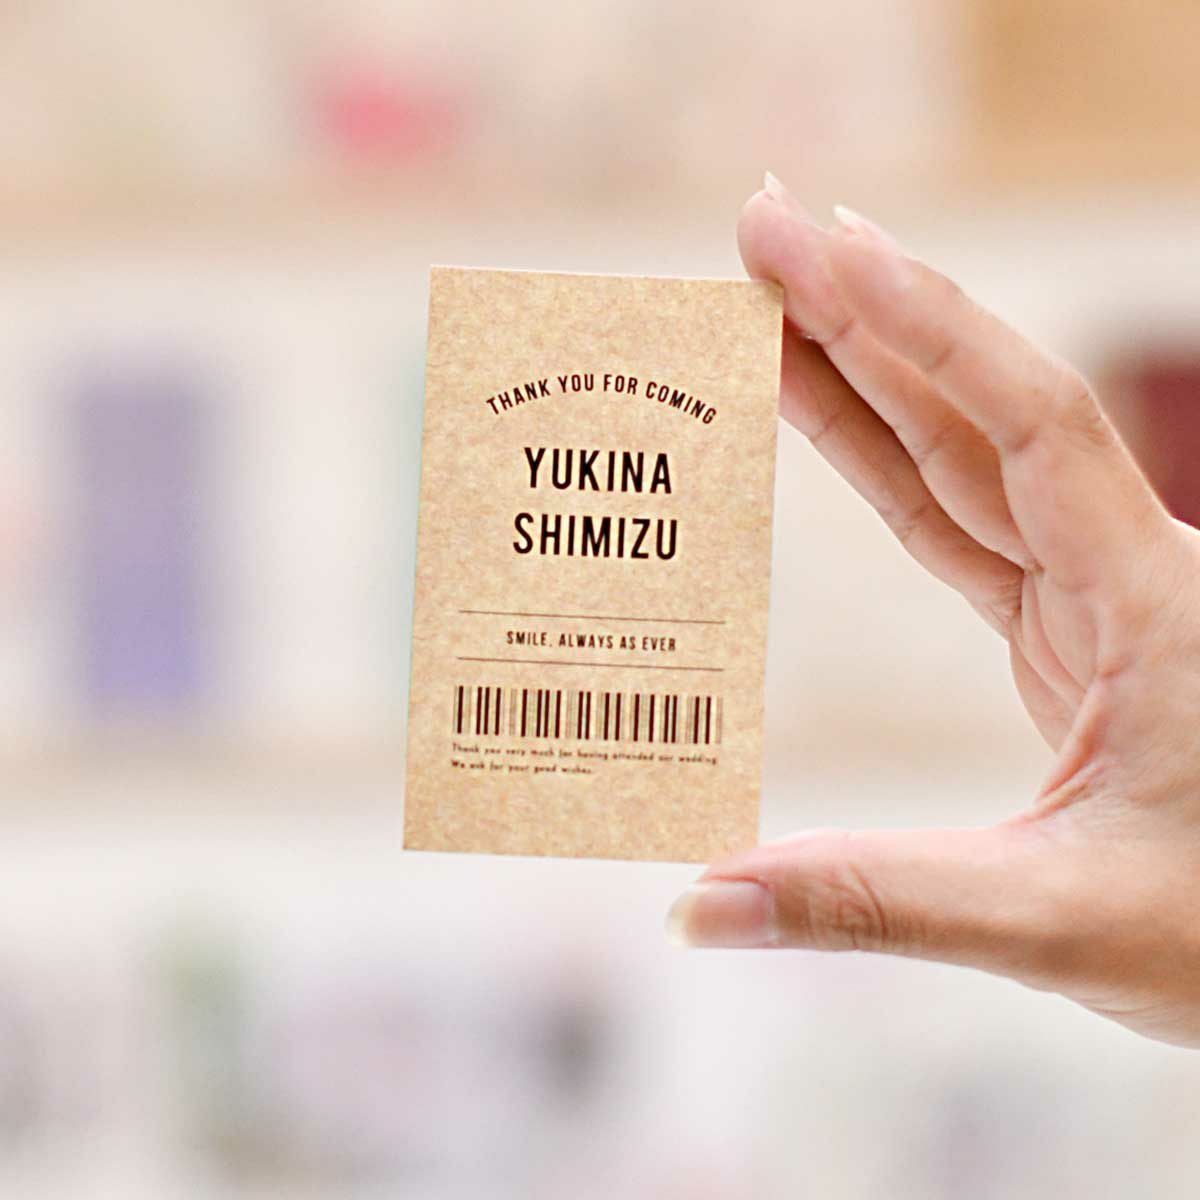 THANK YOU FOR COMING
YUKINA
SHIMIZU
SMILE, ALWAYS AS EVER
Thank you very much for having attended our wedding.
We ask for your good wishes.